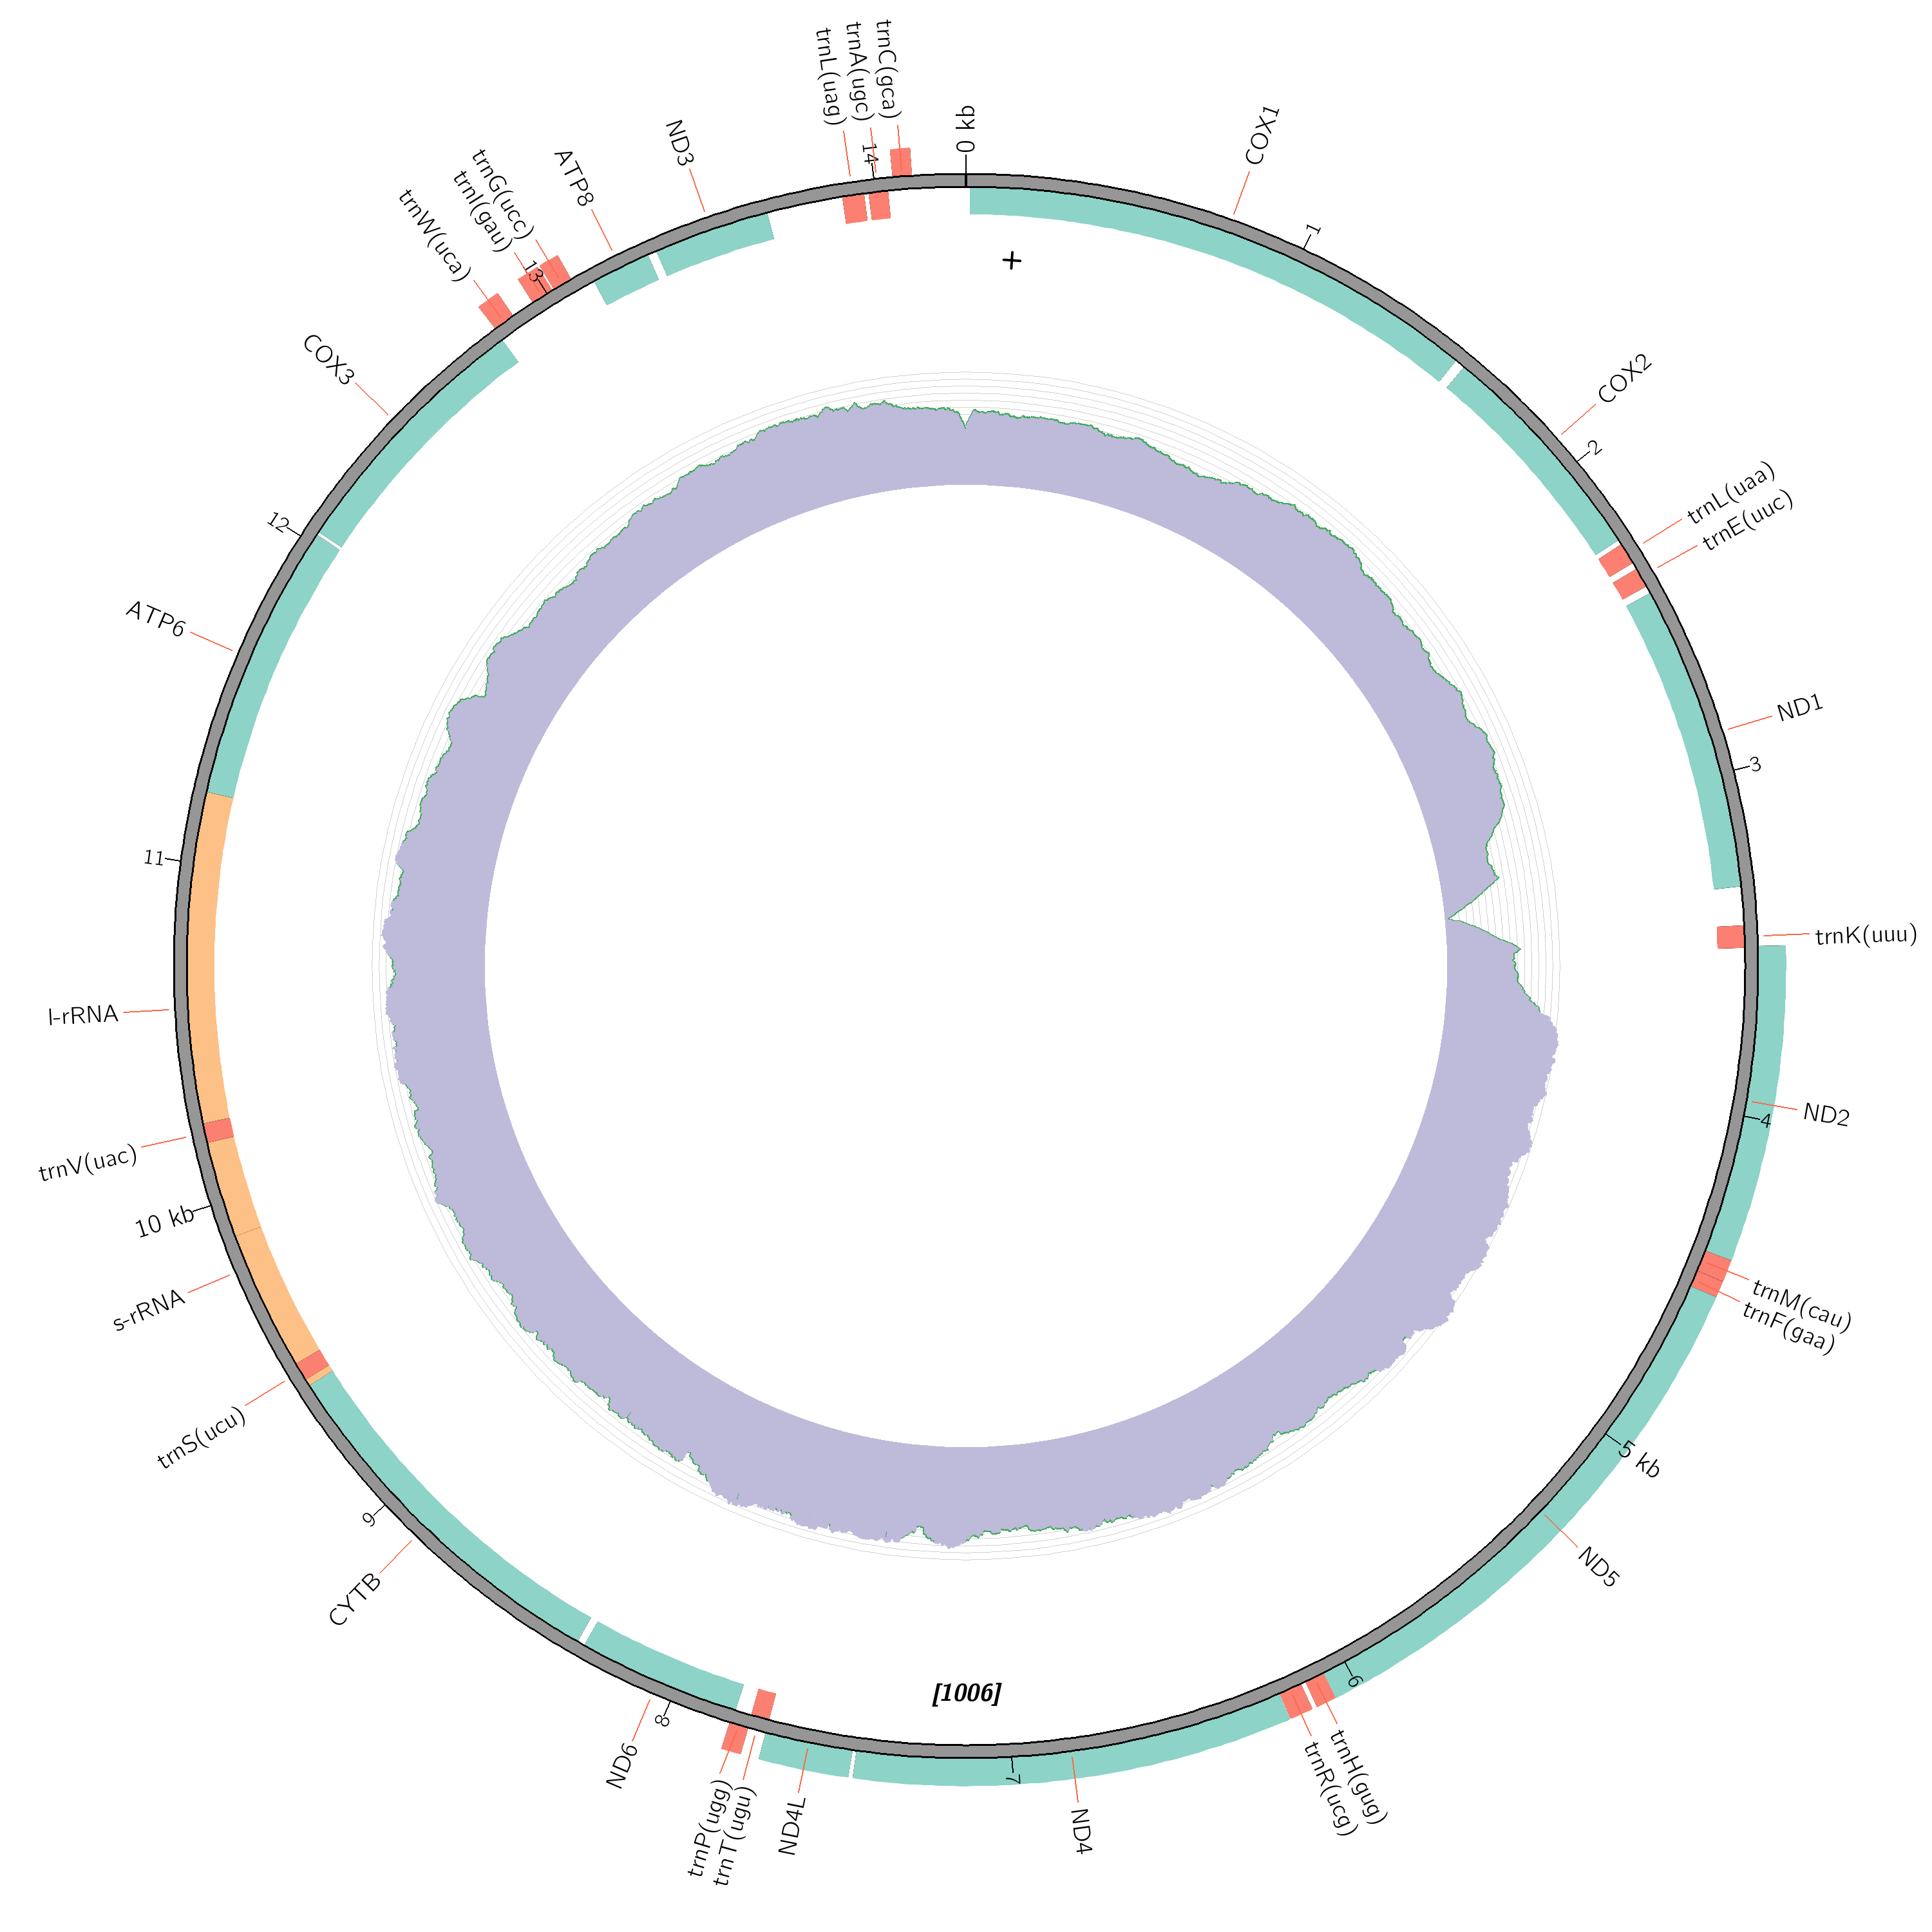 0 kb
COX1
1
COX2
2
trnL(uaa)
trnE(uuc)
ND1
3
trnK(uuu)
ND2
4
trnM(cau)
trnF(gaa)
5 kb
ND5
6
trnH(gug)
trnR(ucg)
ND4
7
ND4L
trnT(ugu)
trnP(ugg)
8
ND6
CYTB
9
trnS(ucu)
s-rRNA
10 kb
trnV(uac)
l-rRNA
11
ATP6
12
COX3
trnW(uca)
trnI(gau)
13
trnG(ucc)
ATP8
ND3
trnL(uag)
trnA(ugc)
14
trnC(gca)
+
[1006]